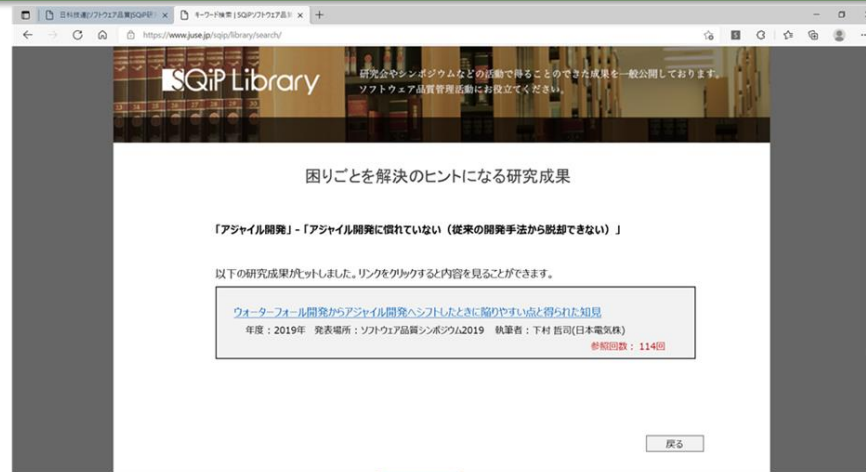 キーワード検索 | SQiPソフトウェア品質
https://www.juse.jp/sqip/library/search/
SQiP Library
研究会やシンポジウムなどの活動で得ることのできた成果を一般公開しております。
ソフトウェア品質管理活動にお役立てください。
困りごとを解決のヒントになる研究成果
「アジャイル開発」-「アジャイル開発に慣れていない（従来の開発手法から脱却できない）」
以下の研究成果がヒットしました。リンクをクリックすると内容を見ることができます。
ウォーターフォール開発からアジャイル開発へシフトしたときに陥りやすい点と得られた知見
年度：2019年 発表場所：ソフトウェア品質シンポジウム2019 執筆者：下村 哲司(日本電気株)
参照回数： 114回
戻る